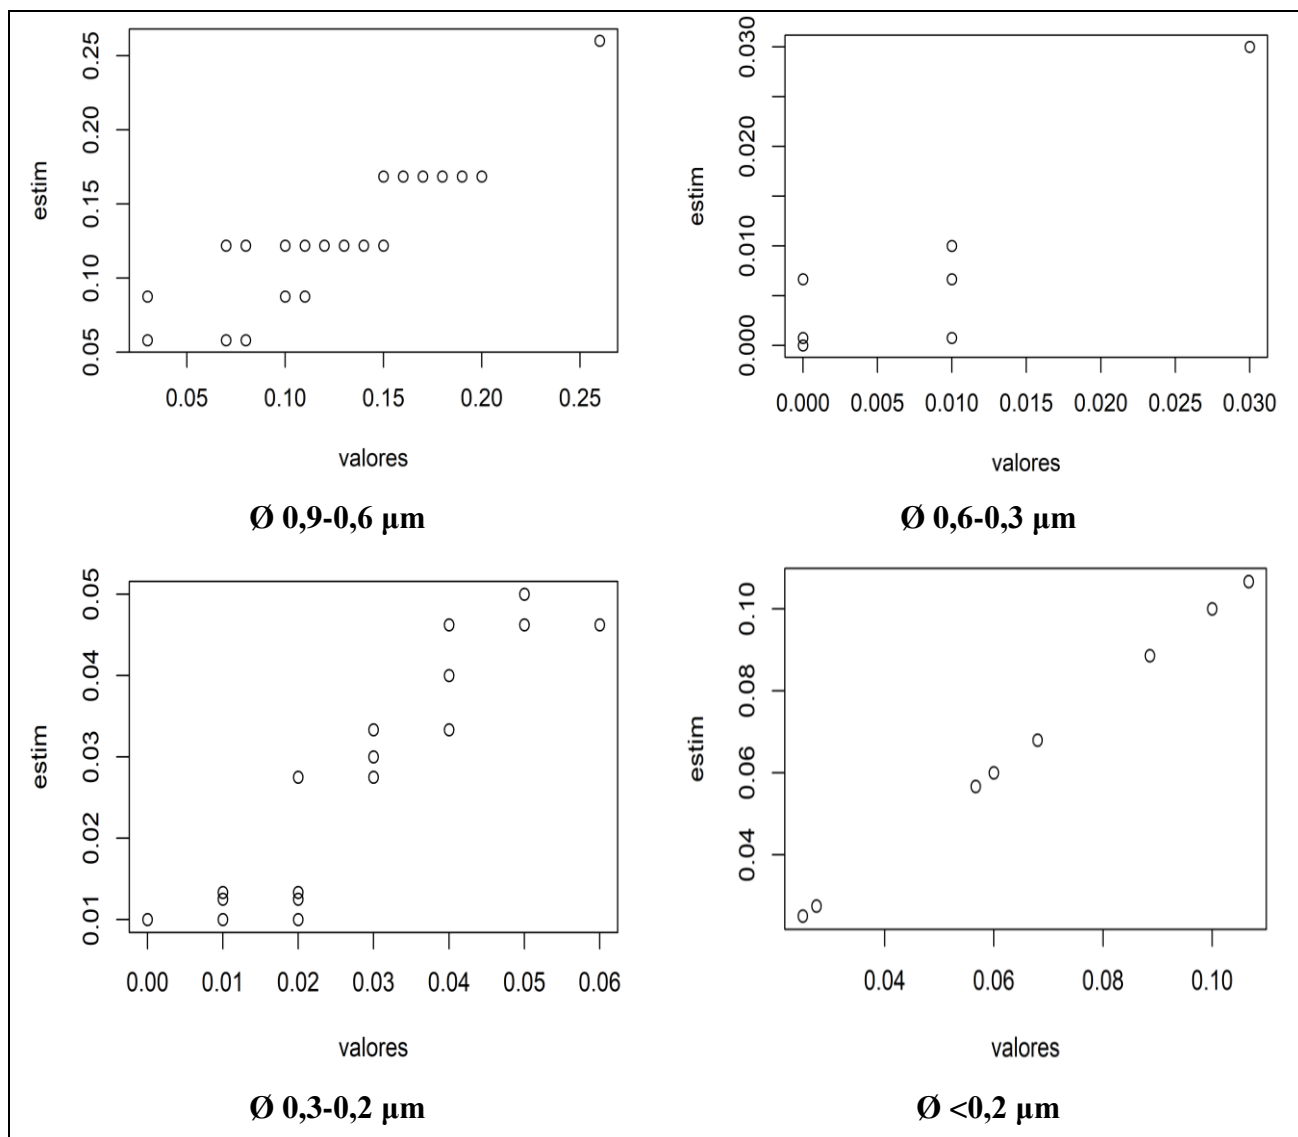 estim
0.05 0.10 0.15 0.20 0.25
0.05 0.10 0.15 0.20 0.25
valores
Ø 0,9-0,6 µm
estim
0.000 0.010 0.020 0.030
0.000 0.005 0.010 0.015 0.020 0.025 0.030
valores
Ø 0,6-0,3 µm
estim
0.01 0.02 0.03 0.04 0.05
0.00 0.01 0.02 0.03 0.04 0.05 0.06
valores
Ø 0,3-0,2 µm
estim
0.04 0.06 0.08 0.10
0.04 0.06 0.08 0.10
valores
Ø <0,2 µm